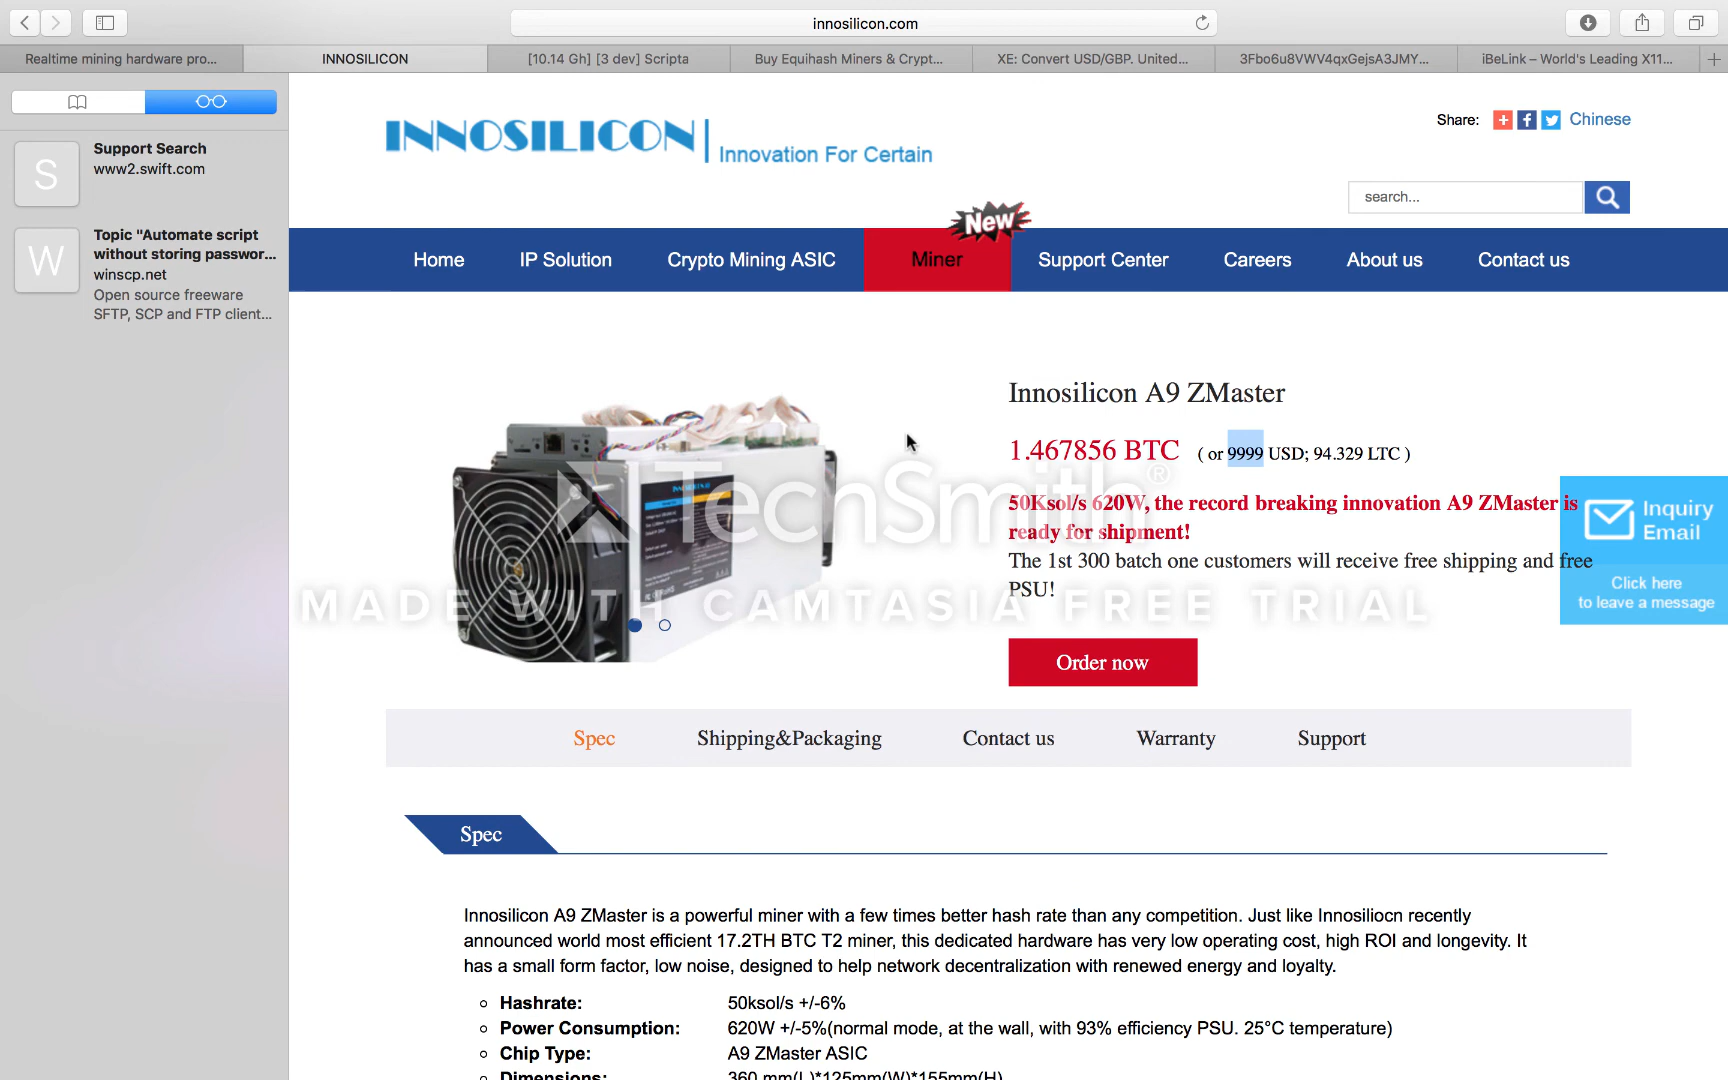 innosilicon.com
Realtime mining hardware pro...
INNOSILICON
[10.14 Gh] [3 dev] Scripta
Buy Equihash Miners & Crypt...
XE: Convert USD/GBP. United...
3Fbo6u8VWV4qxGejsA3JMY...
iBeLink – World's Leading X11...
S
Support Search
www2.swift.com
W
Topic "Automate script
without storing passwor...
winscp.net
Open source freeware
SFTP, SCP and FTP client...
INNOSILICON
Innovation For Certain
Share:
Chinese
search...
New
Home
IP Solution
Crypto Mining ASIC
Miner
Support Center
Careers
About us
Contact us
Innosilicon A9 ZMaster
1.467856 BTC ( or 9999 USD; 94.329 LTC )
50Ksol/s 620W, the record breaking innovation A9 ZMaster is
ready for shipment!
The 1st 300 batch one customers will receive free shipping and free
PSU!
Inquiry
Email
Click here
to leave a message
TechSmith®
MADE WITH CAMTASIA FREE TRIAL
Order now
Spec
Shipping&Packaging
Contact us
Warranty
Support
Spec
Innosilicon A9 ZMaster is a powerful miner with a few times better hash rate than any competition. Just like Innosiliocn recently
announced world most efficient 17.2TH BTC T2 miner, this dedicated hardware has very low operating cost, high ROI and longevity. It
has a small form factor, low noise, designed to help network decentralization with renewed energy and loyalty.
Hashrate: 50ksol/s +/-6%
Power Consumption: 620W +/-5%(normal mode, at the wall, with 93% efficiency PSU. 25°C temperature)
Chip Type: A9 ZMaster ASIC
Dimensions: 360 mm(L)*125mm(W)*155mm(H)